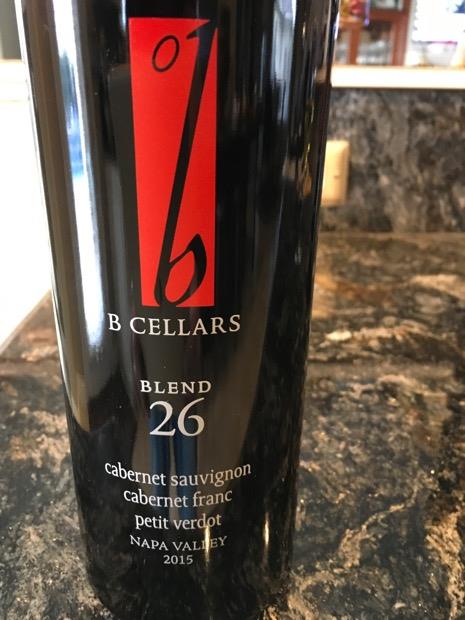 B CELLARS
BLEND
26
cabernet sauvignon
cabernet franc
petit verdot
NAPA VALLEY
2015